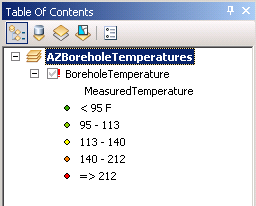 Table Of Contents
AZBoreholeTemperatures
BoreholeTemperature
MeasuredTemperature
< 95 F
95 - 113
113 - 140
140 - 212
=> 212